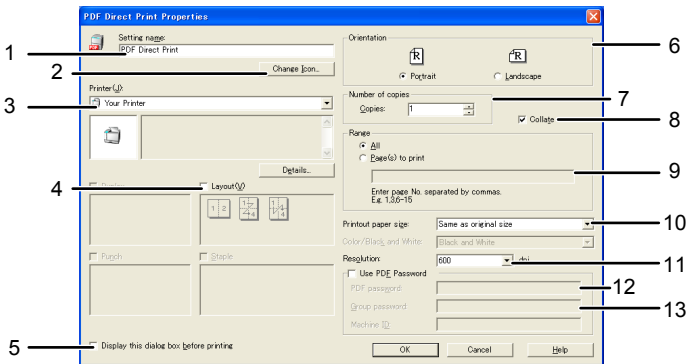 PDF Direct Print Properties
Setting name:
PDF Direct Print
Change Icon...
Printer(J):
Your Printer
Details...
Duplex
Layout(V)
1 2
Punch
Staple
Display this dialog box before printing
Orientation
R
R
Portrait
Landscape
Number of copies
Copies:
1
Collate
Range
All
Page(s) to print
Enter page No. separated by commas.
E.g. 1,3,6-15
Printout paper size:
Same as original size
Color/Black and White:
Black and White
Resolution:
600
dpi
Use PDF Password
PDF password:
Group password:
Machine ID:
OK
Cancel
Help
1
2
3
4
5
6
7
8
9
10
11
12
13